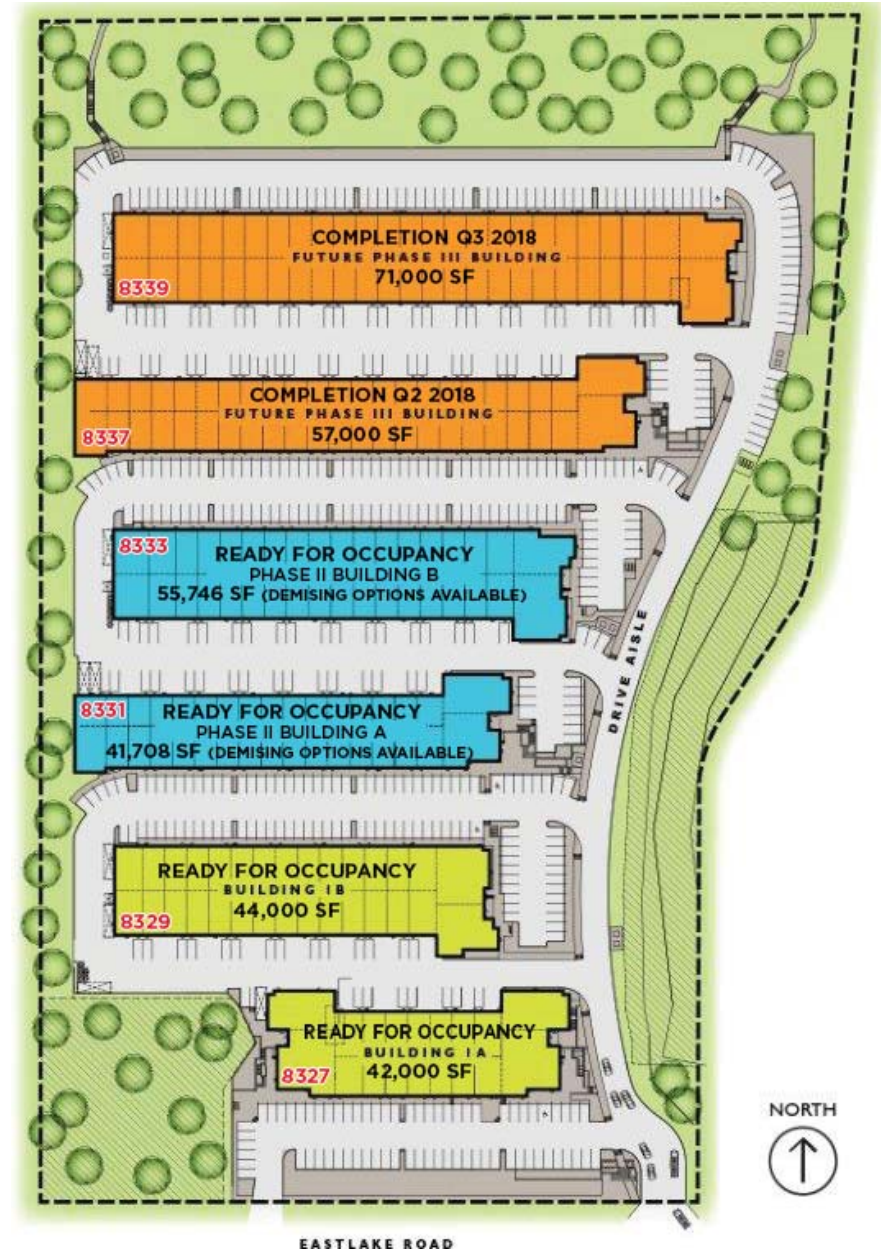 COMPLETION Q3 2018
FUTURE PHASE III BUILDING
71,000 SF
8339
COMPLETION Q2 2018
FUTURE PHASE III BUILDING
57,000 SF
8337
8333
READY FOR OCCUPANCY
PHASE II BUILDING B
55,746 SF (DEMISING OPTIONS AVAILABLE)
DRIVE AISLE
8331
READY FOR OCCUPANCY
PHASE II BUILDING A
41,708 SF (DEMISING OPTIONS AVAILABLE)
READY FOR OCCUPANCY
BUILDING 1B
44,000 SF
8329
READY FOR OCCUPANCY
BUILDING 1A
42,000 SF
8327
NORTH
EASTLAKE ROAD